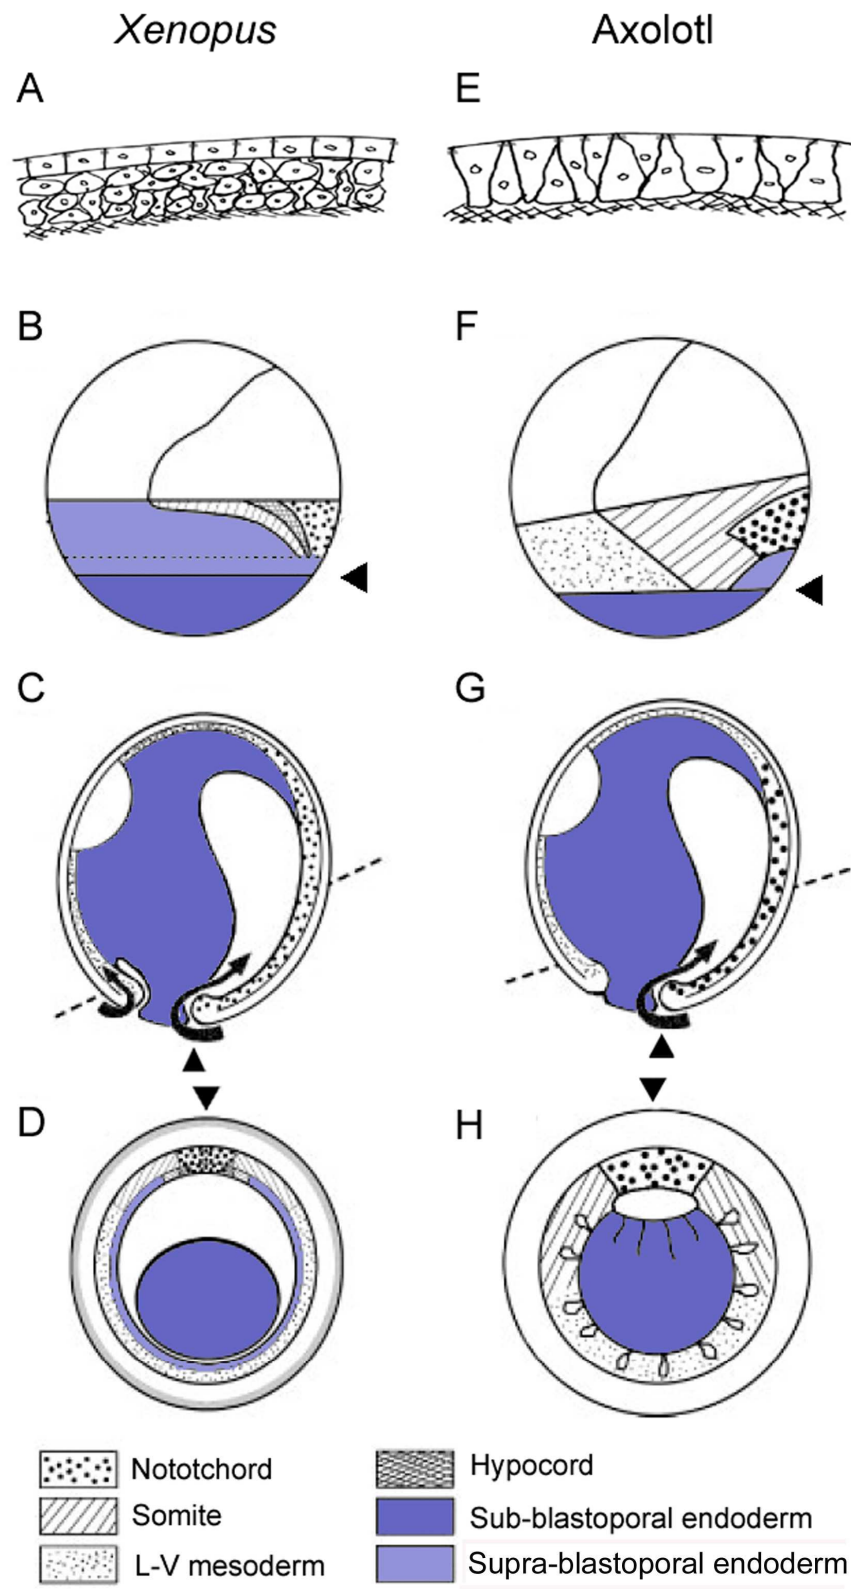 Xenopus Axolotl
A E
B F
C G
D H
Nototchord Hypocord
Somite Sub-blastoporal endoderm
L-V mesoderm Supra-blastoporal endoderm